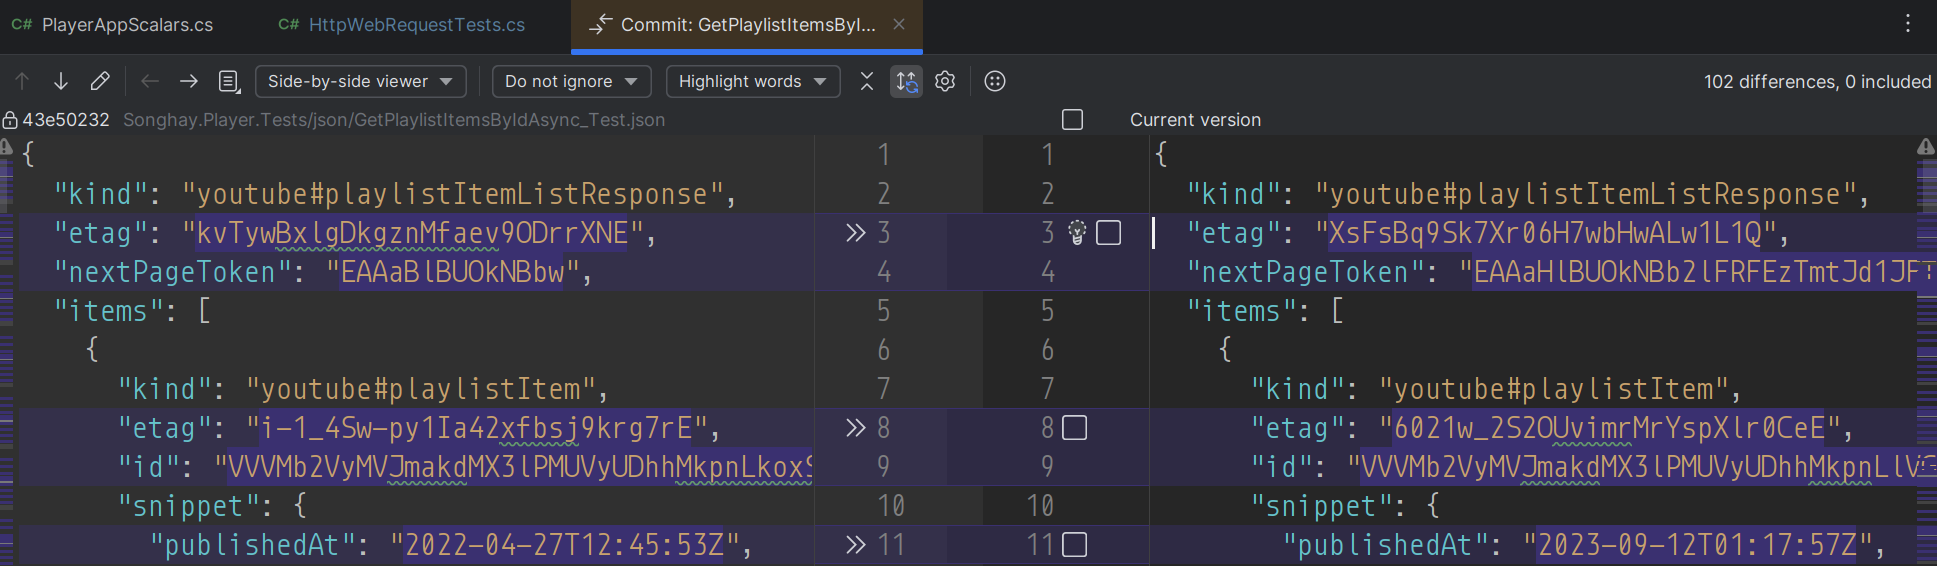 C# PlayerAppScalars.cs
C# HttpWebRequestTests.cs
Commit: GetPlaylistItemsByI...
Side-by-side viewer
Do not ignore
Highlight words
102 differences, 0 included
43e50232 Songhay.Player.Tests/json/GetPlaylistItemsByIdAsync_Test.json
Current version
{
"kind": "youtube#playlistItemListResponse",
"etag": "kvTywBxlgDkgznMfaev9ODrrXNE",
"nextPageToken": "EAAaBlBUOkNBbw",
"items": [
{
"kind": "youtube#playlistItem",
"etag": "i-1_4Sw-py1Ia42xfbsj9krg7rE",
"id": "VVVMb2VyMVJmakdMX3lPMUVyUDhhMkpnLkoxS
"snippet": {
"publishedAt": "2022-04-27T12:45:53Z",
1 1
2 2
3 3
4 4
5 5
6 6
7 7
8 8
9 9
10 10
11 11
{
"kind": "youtube#playlistItemListResponse",
"etag": "XsFsBq9Sk7Xr06H7wbHwALw1L1Q",
"nextPageToken": "EAAaHlBUOkNBb2lFRFEzTmtJd1JF
"items": [
{
"kind": "youtube#playlistItem",
"etag": "6021w_2S2OUvimrMrYspXlr0CeE",
"id": "VVVMb2VyMVJmakdMX3lPMUVyUDhhMkpnLlV
"snippet": {
"publishedAt": "2023-09-12T01:17:57Z",